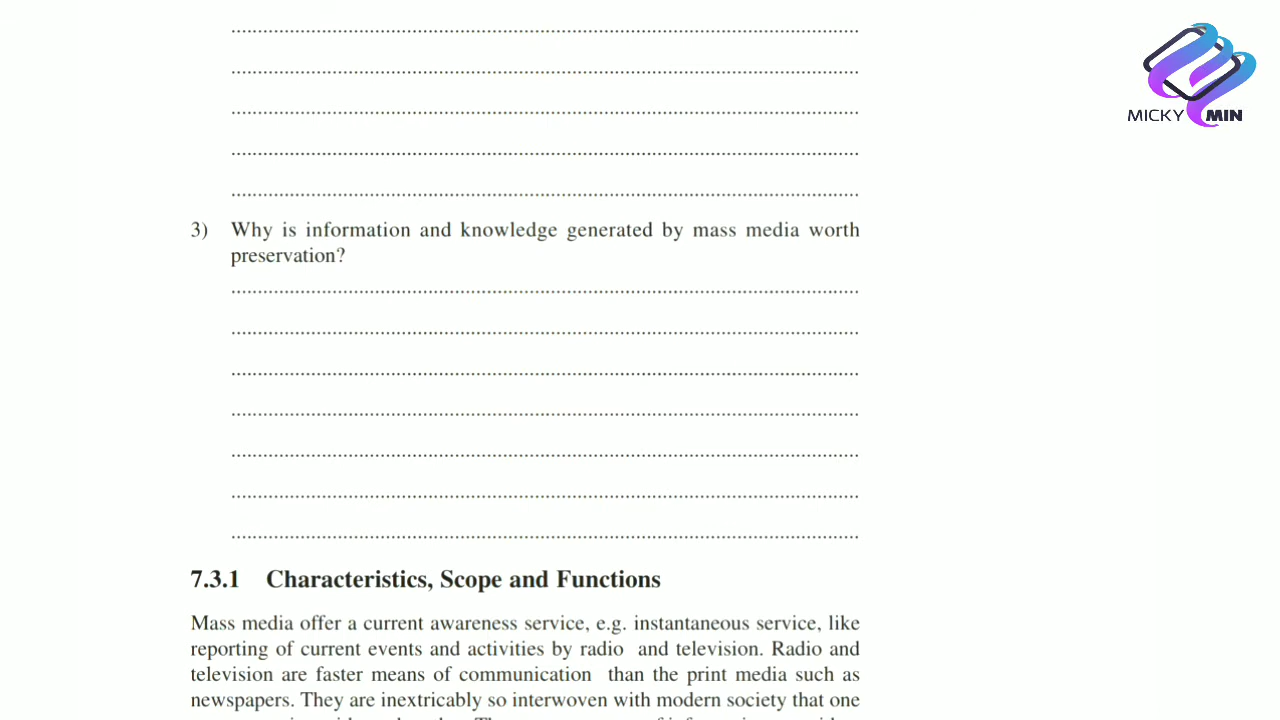 MICKY MIN
3) Why is information and knowledge generated by mass media worth
preservation?
7.3.1 Characteristics, Scope and Functions
Mass media offer a current awareness service, e.g. instantaneous service, like
reporting of current events and activities by radio and television. Radio and
television are faster means of communication than the print media such as
newspapers. They are inextricably so interwoven with modern society that one